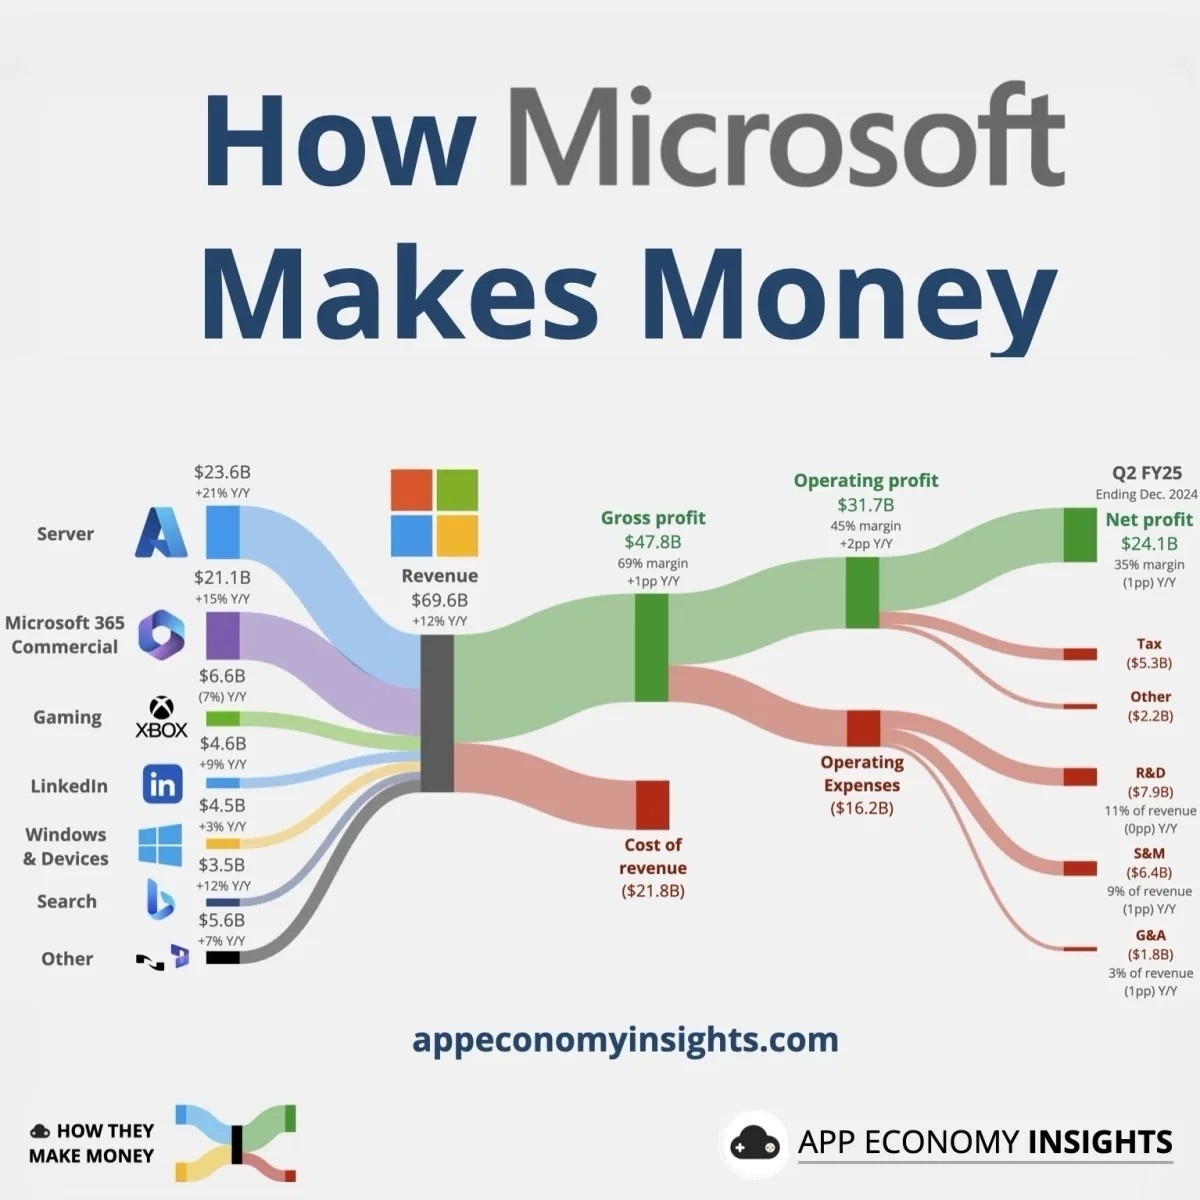 How Microsoft
Makes Money
$23.6B
+21% Y/Y
Server
$21.1B
+15% Y/Y
Microsoft 365
Commercial
$6.6B
(7%) Y/Y
Gaming
XBOX
$4.6B
+9% Y/Y
LinkedIn
in
$4.5B
+3% Y/Y
Windows
& Devices
$3.5B
+12% Y/Y
Search
$5.6B
+7% Y/Y
Other
Revenue
$69.6B
+12% Y/Y
Gross profit
$47.8B
69% margin
+1pp Y/Y
Cost of
revenue
($21.8B)
Operating profit
$31.7B
45% margin
+2pp Y/Y
Operating
Expenses
($16.2B)
Q2 FY25
Ending Dec. 2024
Net profit
$24.1B
35% margin
(1pp) Y/Y
Tax
($5.3B)
Other
($2.2B)
R&D
($7.9B)
11% of revenue
(0pp) Y/Y
S&M
($6.4B)
9% of revenue
(1pp) Y/Y
G&A
($1.8B)
3% of revenue
(1pp) Y/Y
appeconomyinsights.com
HOW THEY
MAKE MONEY
APP ECONOMY INSIGHTS